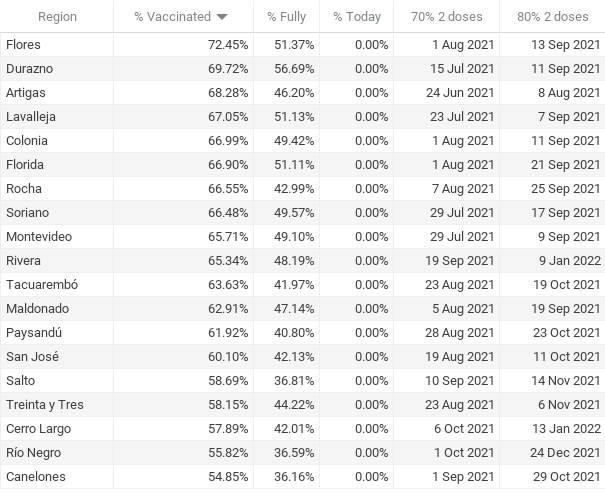 Region % Vaccinated % Fully % Today 70% 2 doses 80% 2 doses
Flores 72.45% 51.37% 0.00% 1 Aug 2021 13 Sep 2021
Durazno 69.72% 56.69% 0.00% 15 Jul 2021 11 Sep 2021
Artigas 68.28% 46.20% 0.00% 24 Jun 2021 8 Aug 2021
Lavalleja 67.05% 51.13% 0.00% 23 Jul 2021 7 Sep 2021
Colonia 66.99% 49.42% 0.00% 1 Aug 2021 11 Sep 2021
Florida 66.90% 51.11% 0.00% 1 Aug 2021 21 Sep 2021
Rocha 66.55% 42.99% 0.00% 7 Aug 2021 25 Sep 2021
Soriano 66.48% 49.57% 0.00% 29 Jul 2021 17 Sep 2021
Montevideo 65.71% 49.10% 0.00% 29 Jul 2021 9 Sep 2021
Rivera 65.34% 48.19% 0.00% 19 Sep 2021 9 Jan 2022
Tacuarembó 63.63% 41.97% 0.00% 23 Aug 2021 19 Oct 2021
Maldonado 62.91% 47.14% 0.00% 5 Aug 2021 19 Sep 2021
Paysandú 61.92% 40.80% 0.00% 28 Aug 2021 23 Oct 2021
San José 60.10% 42.13% 0.00% 19 Aug 2021 11 Oct 2021
Salto 58.69% 36.81% 0.00% 10 Sep 2021 14 Nov 2021
Treinta y Tres 58.15% 44.22% 0.00% 23 Aug 2021 6 Nov 2021
Cerro Largo 57.89% 42.01% 0.00% 6 Oct 2021 13 Jan 2022
Río Negro 55.82% 36.59% 0.00% 1 Oct 2021 24 Dec 2021
Canelones 54.85% 36.16% 0.00% 1 Sep 2021 29 Oct 2021